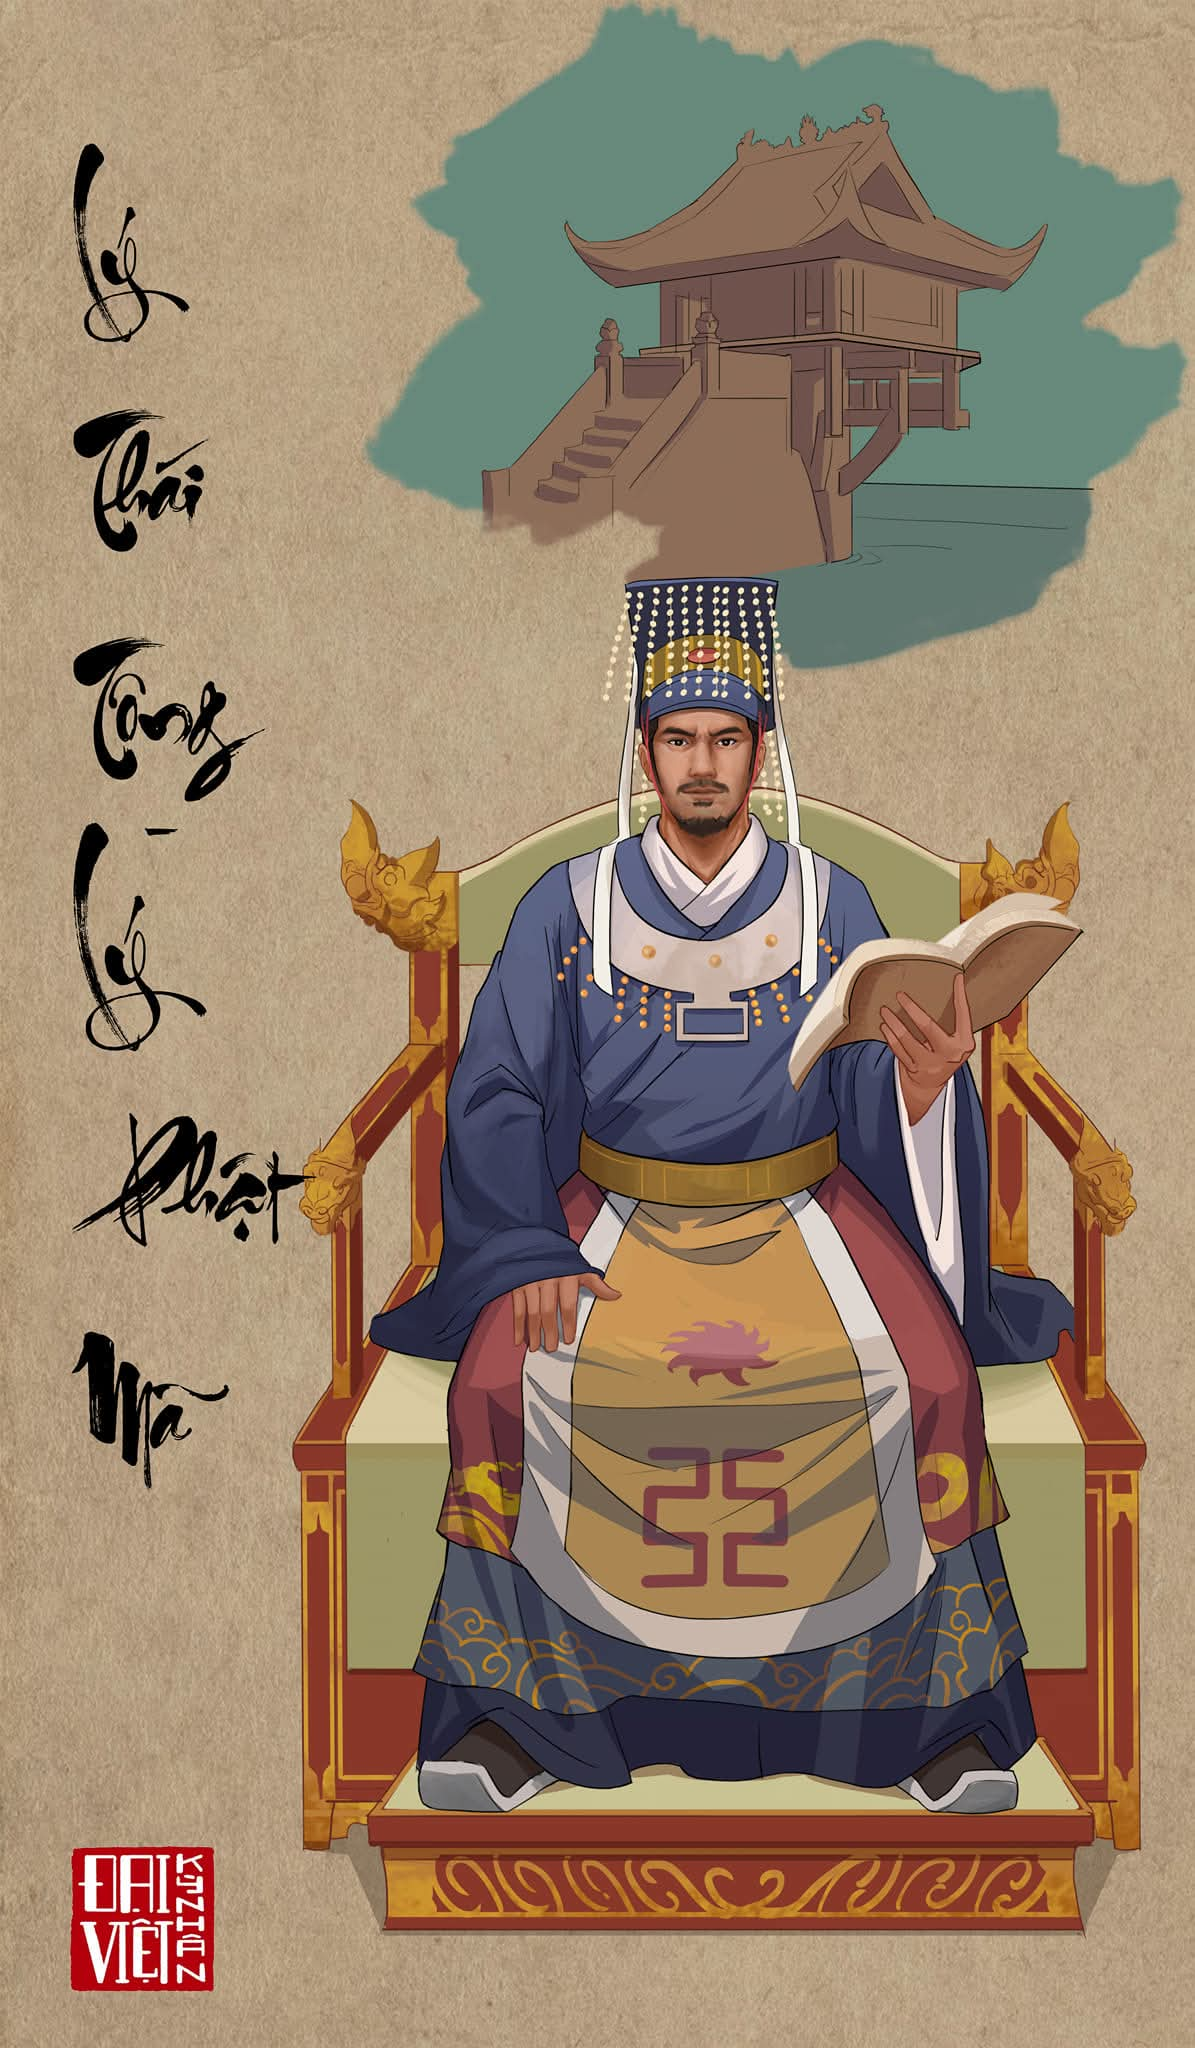 Lý
Thái
Tông
-
Lý
Phật
Mã
ĐẠI
VIỆT
KỲ NHÂN